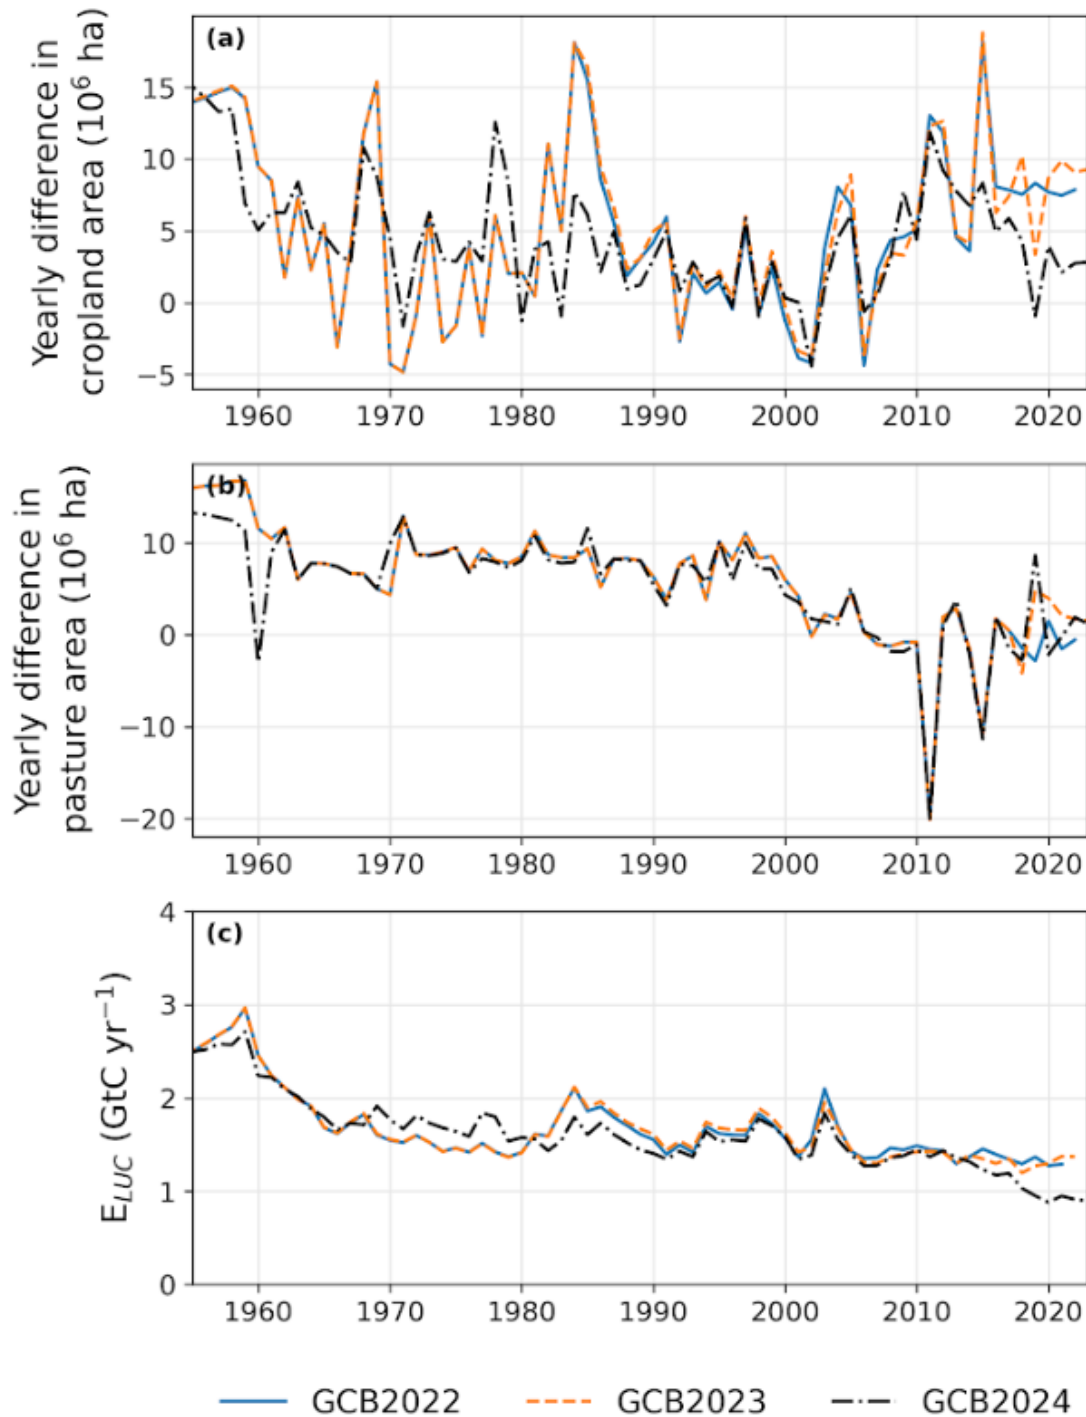 (a)
Yearly difference in
cropland area (10⁶ ha)
15
10
5
0
−5
1960 1970 1980 1990 2000 2010 2020
(b)
Yearly difference in
pasture area (10⁶ ha)
10
0
−10
−20
1960 1970 1980 1990 2000 2010 2020
(c)
E_LUC (GtC yr⁻¹)
4
3
2
1
0
1960 1970 1980 1990 2000 2010 2020
GCB2022 GCB2023 GCB2024